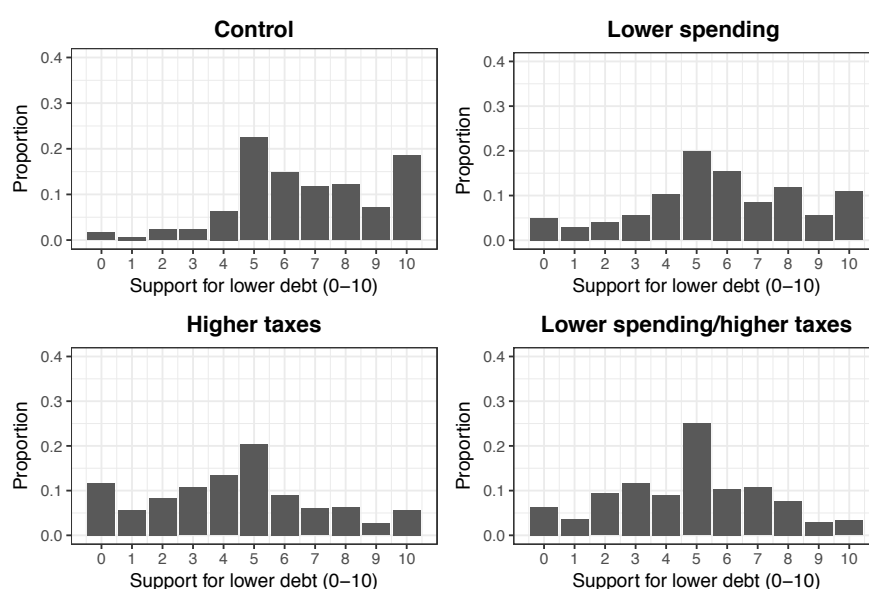 Control
Lower spending
0.4
0.3
0.2
0.1
0.0
Proportion
0 1 2 3 4 5 6 7 8 9 10
Support for lower debt (0−10)
0.4
0.3
0.2
0.1
0.0
Proportion
0 1 2 3 4 5 6 7 8 9 10
Support for lower debt (0−10)
Higher taxes
Lower spending/higher taxes
0.4
0.3
0.2
0.1
0.0
Proportion
0 1 2 3 4 5 6 7 8 9 10
Support for lower debt (0−10)
0.4
0.3
0.2
0.1
0.0
Proportion
0 1 2 3 4 5 6 7 8 9 10
Support for lower debt (0−10)